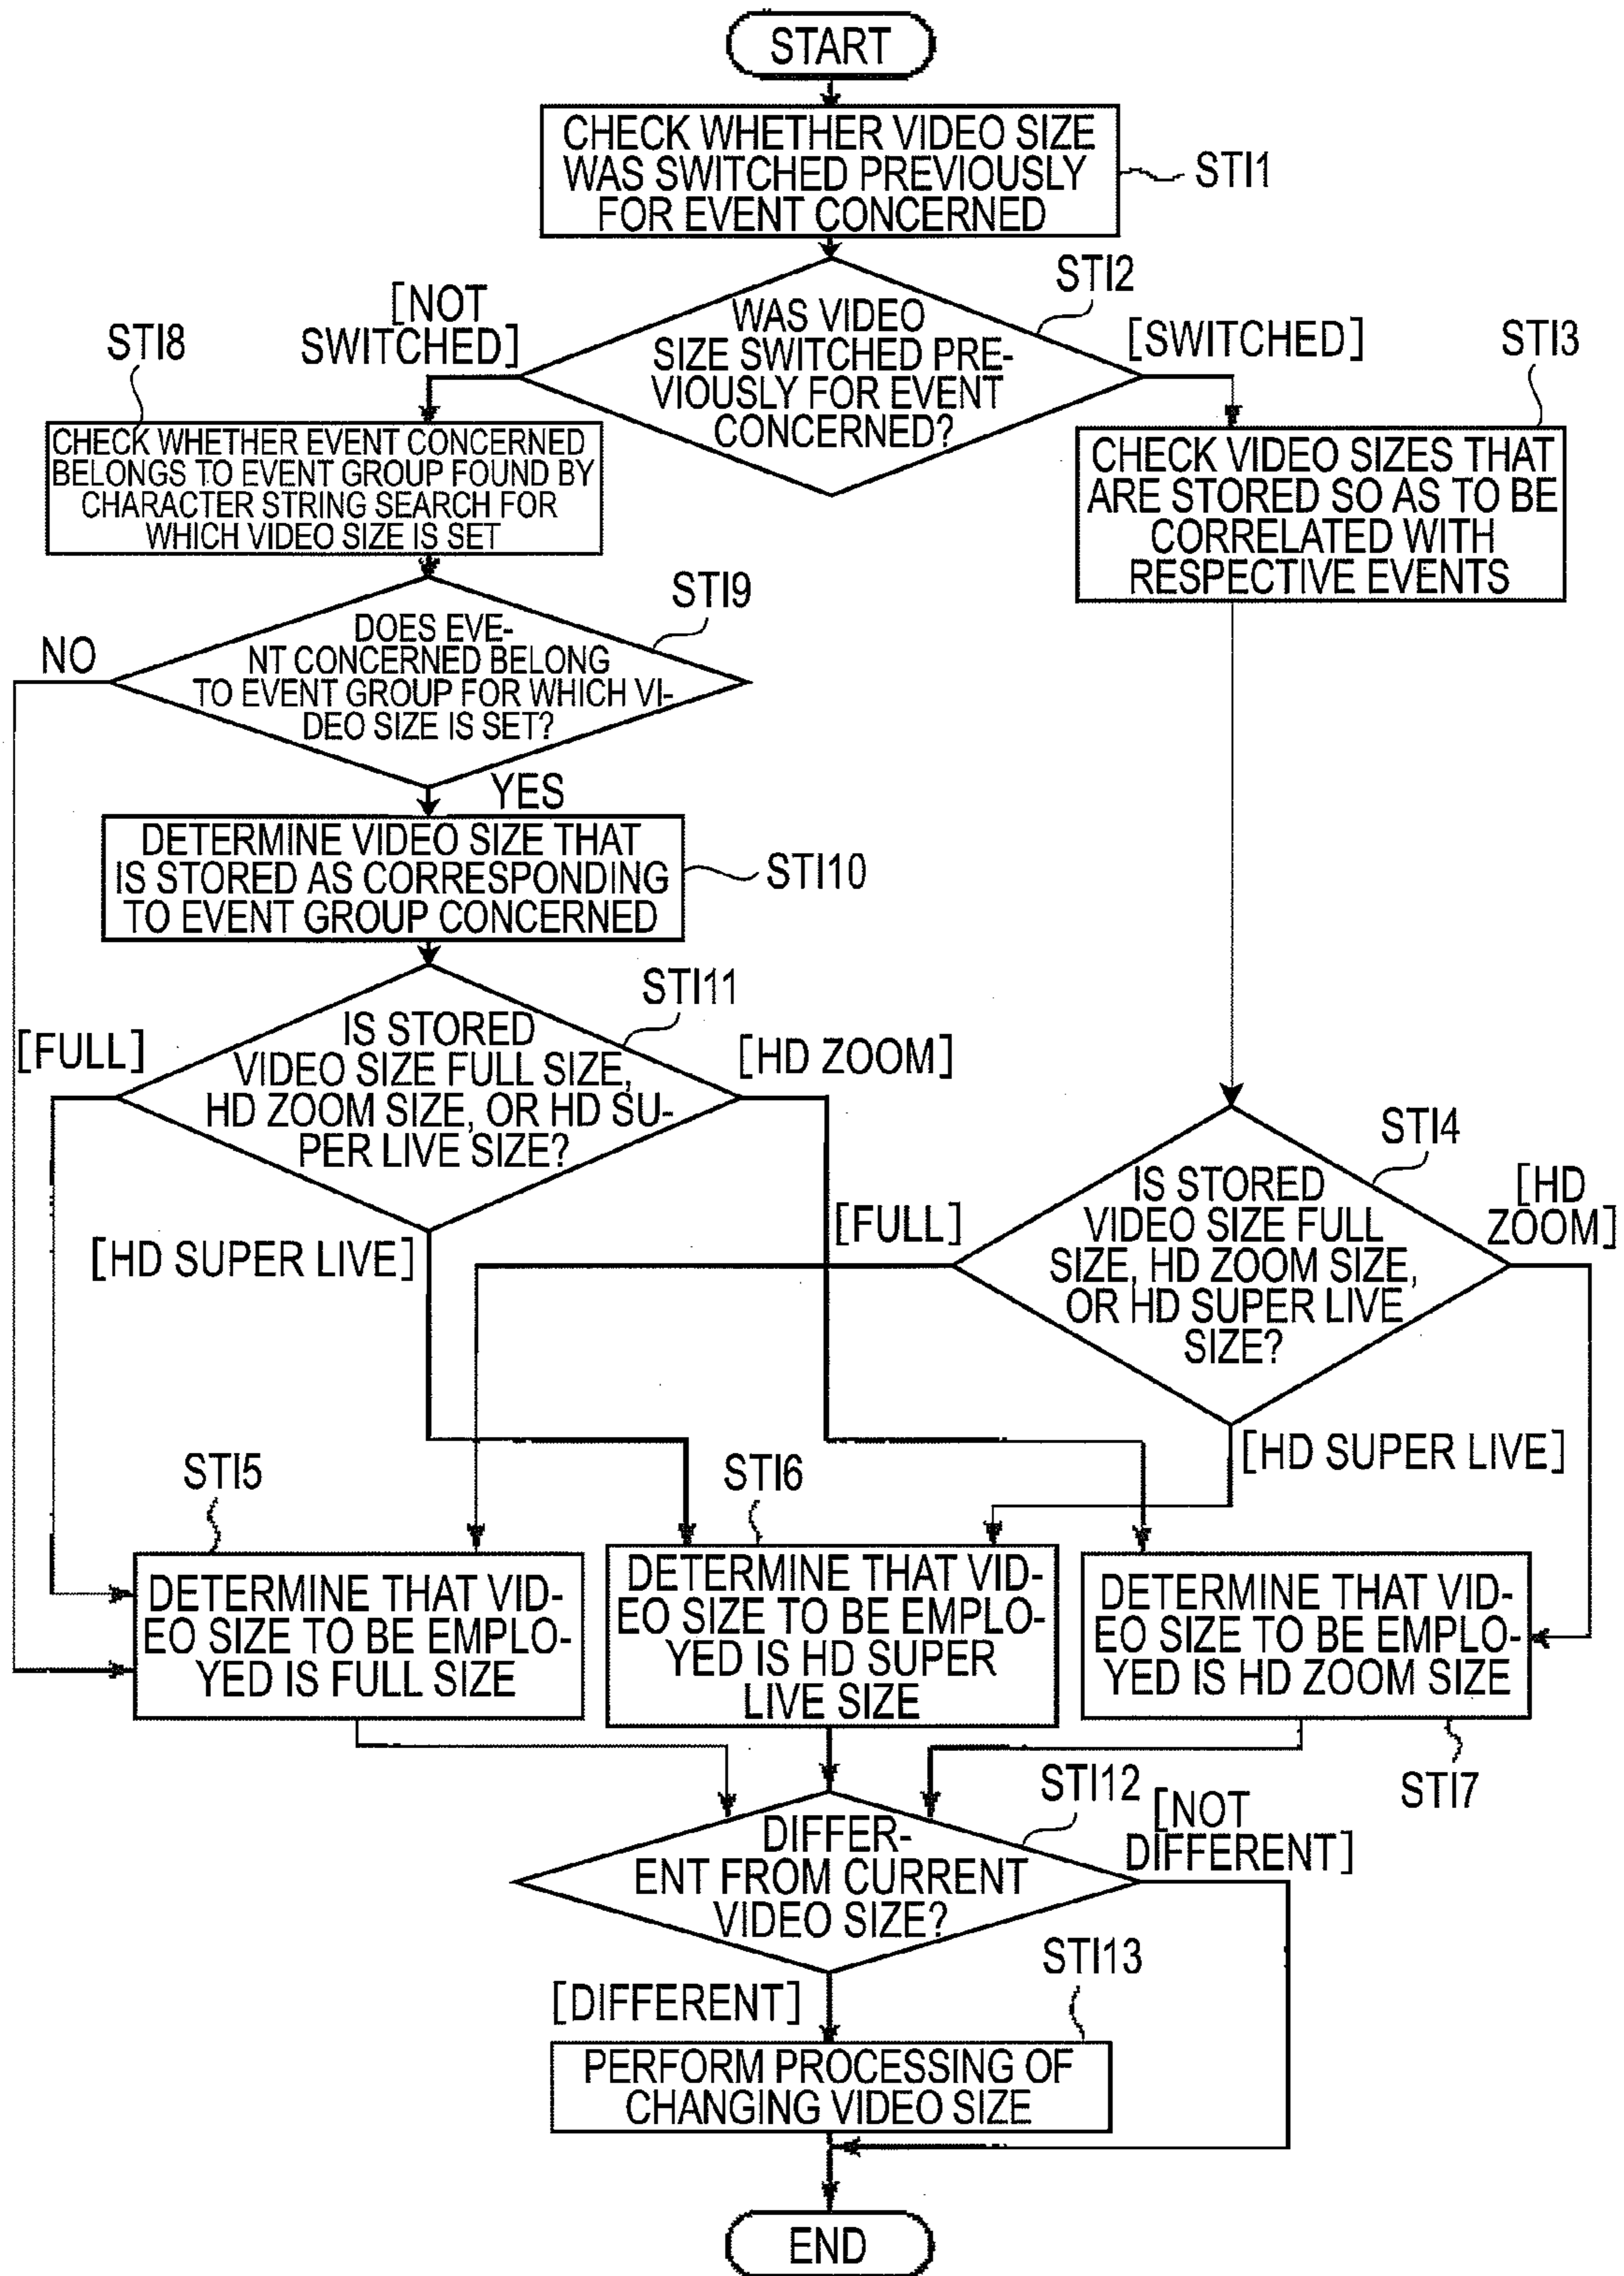 START
CHECK WHETHER VIDEO SIZE
WAS SWITCHED PREVIOUSLY
FOR EVENT CONCERNED
STI1
STI2
WAS VIDEO
SIZE SWITCHED PRE-
VIOUSLY FOR EVENT
CONCERNED?
[NOT
SWITCHED]
[SWITCHED]
STI8
CHECK WHETHER EVENT CONCERNED
BELONGS TO EVENT GROUP FOUND BY
CHARACTER STRING SEARCH FOR
WHICH VIDEO SIZE IS SET
STI3
CHECK VIDEO SIZES THAT
ARE STORED SO AS TO BE
CORRELATED WITH
RESPECTIVE EVENTS
STI9
DOES EVE-
NT CONCERNED BELONG
TO EVENT GROUP FOR WHICH VI-
DEO SIZE IS SET?
NO
YES
DETERMINE VIDEO SIZE THAT
IS STORED AS CORRESPONDING
TO EVENT GROUP CONCERNED
STI10
STI11
IS STORED
VIDEO SIZE FULL SIZE,
HD ZOOM SIZE, OR HD SU-
PER LIVE SIZE?
[FULL]
[HD ZOOM]
[HD SUPER LIVE]
STI4
IS STORED
VIDEO SIZE FULL
SIZE, HD ZOOM SIZE,
OR HD SUPER LIVE
SIZE?
[FULL]
[HD
ZOOM]
[HD SUPER LIVE]
STI5
DETERMINE THAT VID-
EO SIZE TO BE EMPLO-
YED IS FULL SIZE
STI6
DETERMINE THAT VID-
EO SIZE TO BE EMPLO-
YED IS HD SUPER
LIVE SIZE
DETERMINE THAT VID-
EO SIZE TO BE EMPLO-
YED IS HD ZOOM SIZE
STI7
STI12
DIFFER-
ENT FROM CURRENT
VIDEO SIZE?
[NOT
DIFFERENT]
[DIFFERENT]
STI13
PERFORM PROCESSING OF
CHANGING VIDEO SIZE
END